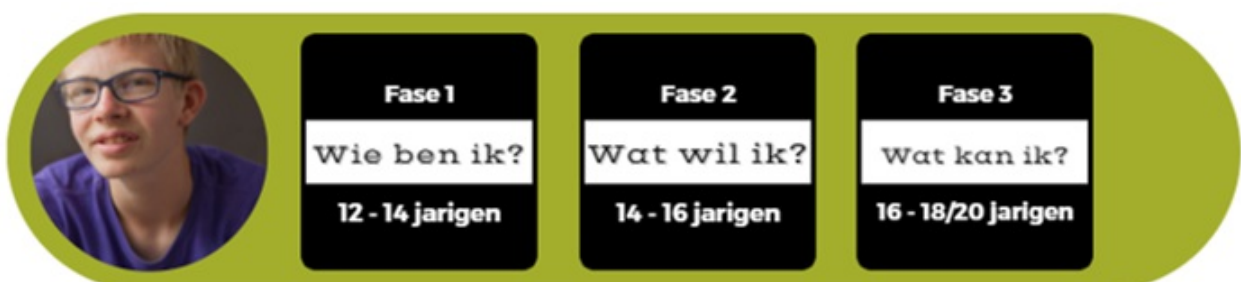 Fase 1
Wie ben ik?
12 - 14 jarigen
Fase 2
Wat wil ik?
14 - 16 jarigen
Fase 3
Wat kan ik?
16 - 18/20 jarigen